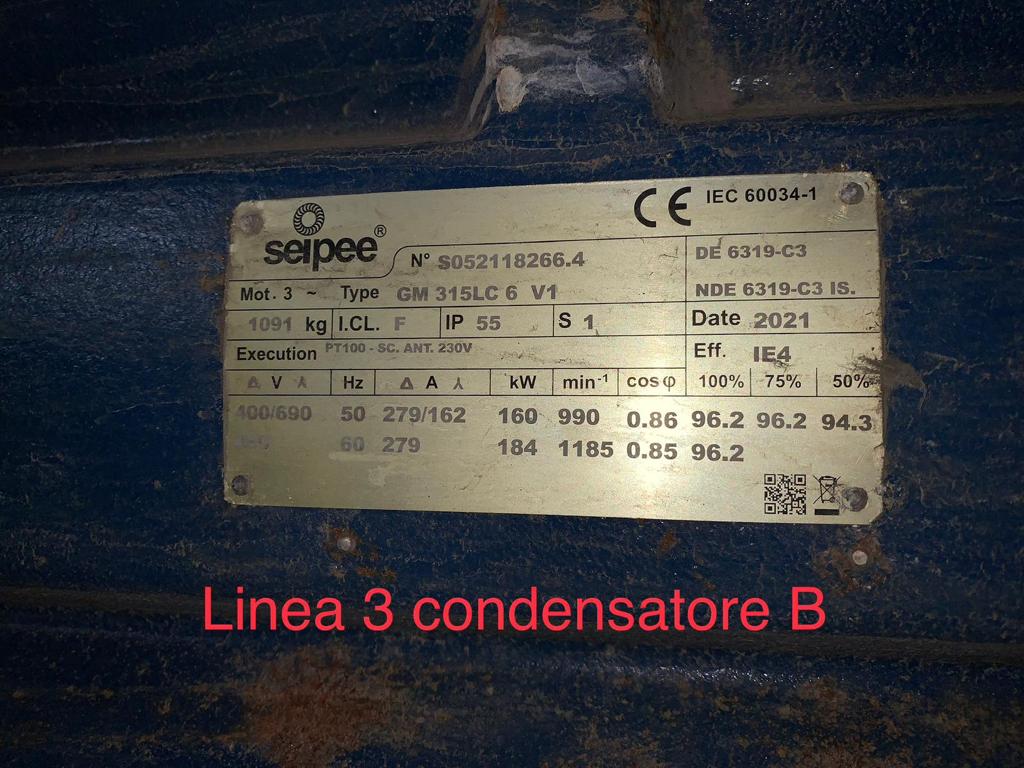 CE IEC 60034-1
seipee®
N° S052118266.4
DE 6319-C3
Mot. 3 ~ Type GM 315LC 6 V1
NDE 6319-C3 IS.
1091 kg I.CL. F IP 55 S 1 Date 2021
Execution PT100 - SC. ANT. 230V Eff. IE4
Δ V ⅄ Hz Δ A ⅄ kW min⁻¹ cosφ 100% 75% 50%
400/690 50 279/162 160 990 0.86 96.2 96.2 94.3
60 279 184 1185 0.85 96.2
Linea 3 condensatore B